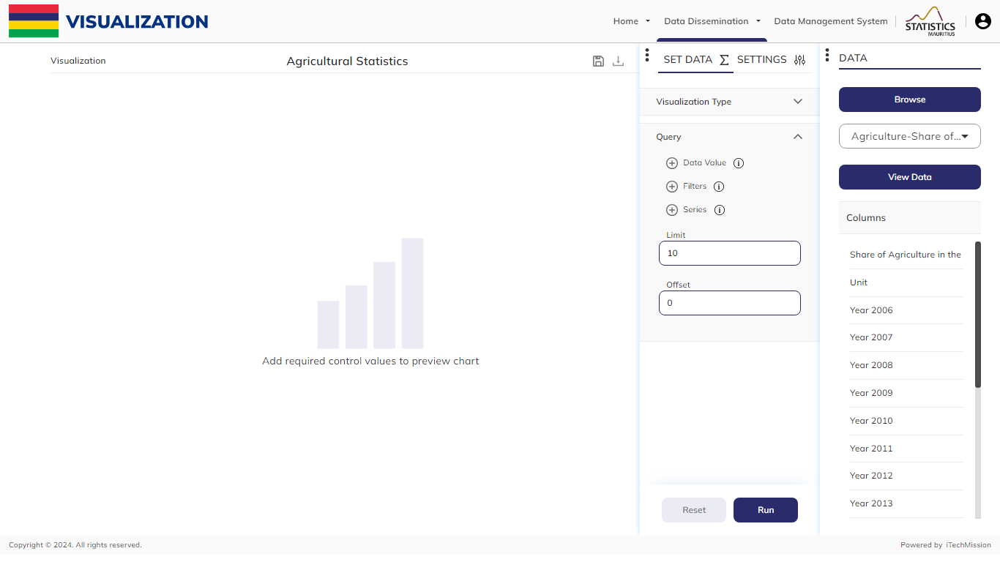 VISUALIZATION
Home
Data Dissemination
Data Management System
STATISTICS
MAURITIUS
Visualization
Agricultural Statistics
Add required control values to preview chart
SET DATA
SETTINGS
Visualization Type
Query
Data Value
Filters
Series
Limit
10
Offset
0
Reset
Run
DATA
Browse
Agriculture-Share of...
View Data
Columns
Share of Agriculture in the
Unit
Year 2006
Year 2007
Year 2008
Year 2009
Year 2010
Year 2011
Year 2012
Year 2013
Copyright © 2024. All rights reserved.
Powered by iTechMission